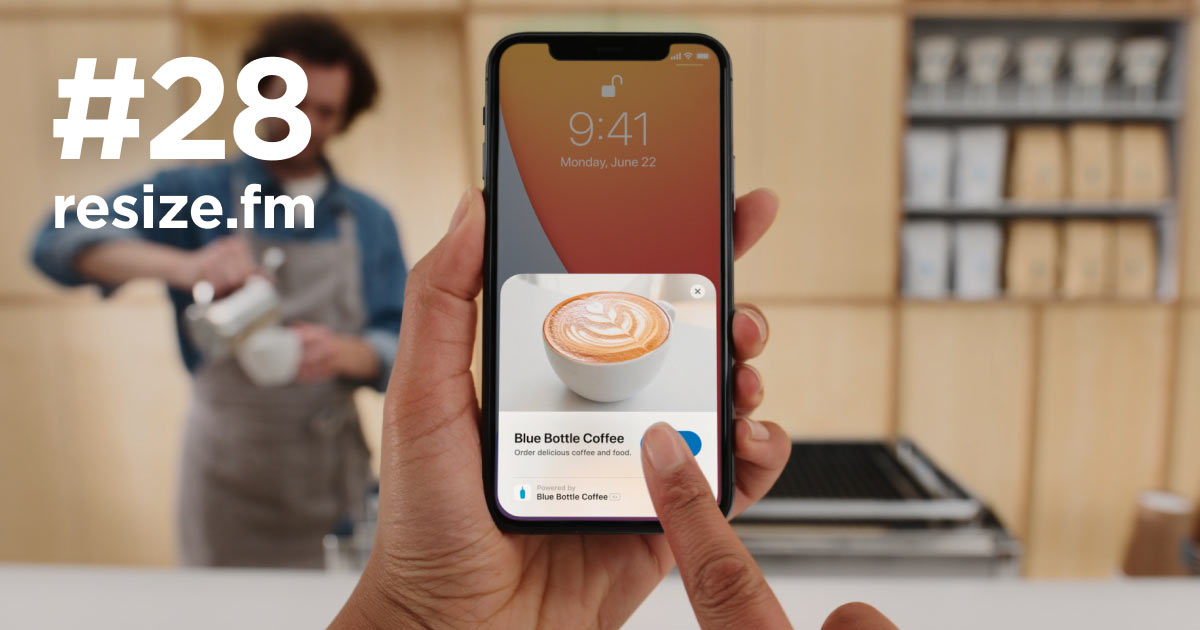 #28
resize.fm
9:41
Monday, June 22
Blue Bottle Coffee
Order delicious coffee and food.
Powered by
Blue Bottle Coffee